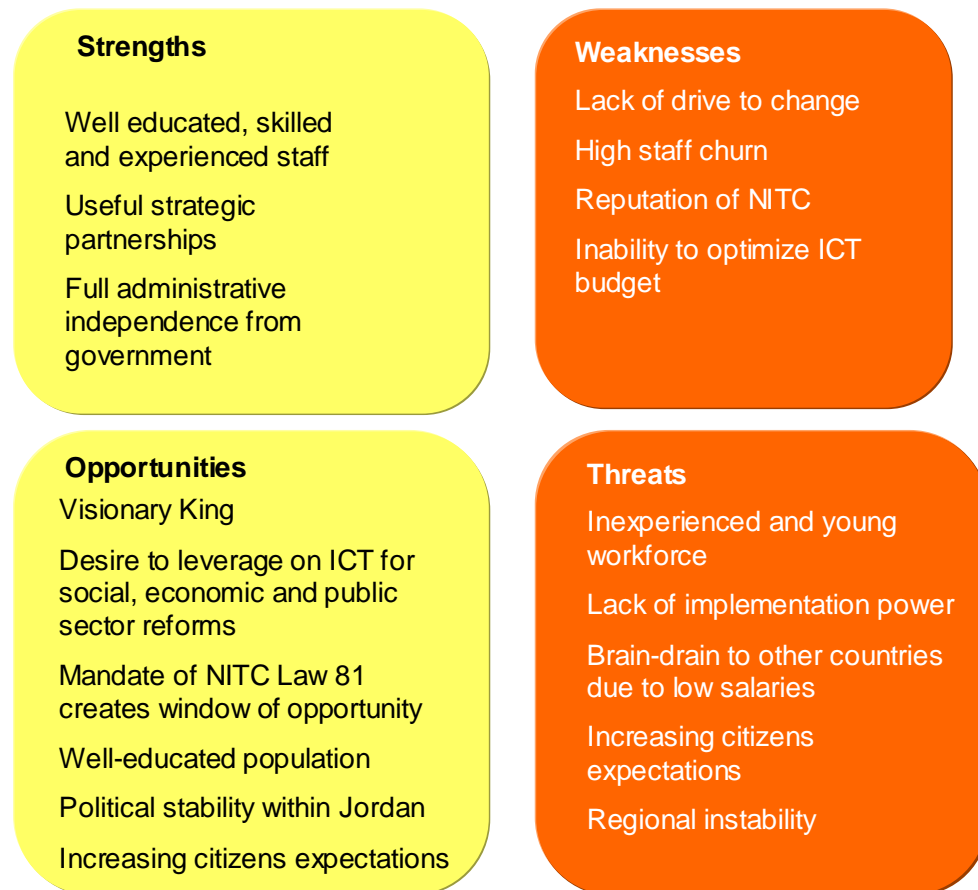 Strengths
Well educated, skilled
and experienced staff
Useful strategic
partnerships
Full administrative
independence from
government
Weaknesses
Lack of drive to change
High staff churn
Reputation of NITC
Inability to optimize ICT
budget
Opportunities
Visionary King
Desire to leverage on ICT for
social, economic and public
sector reforms
Mandate of NITC Law 81
creates window of opportunity
Well-educated population
Political stability within Jordan
Increasing citizens expectations
Threats
Inexperienced and young
workforce
Lack of implementation power
Brain-drain to other countries
due to low salaries
Increasing citizens
expectations
Regional instability